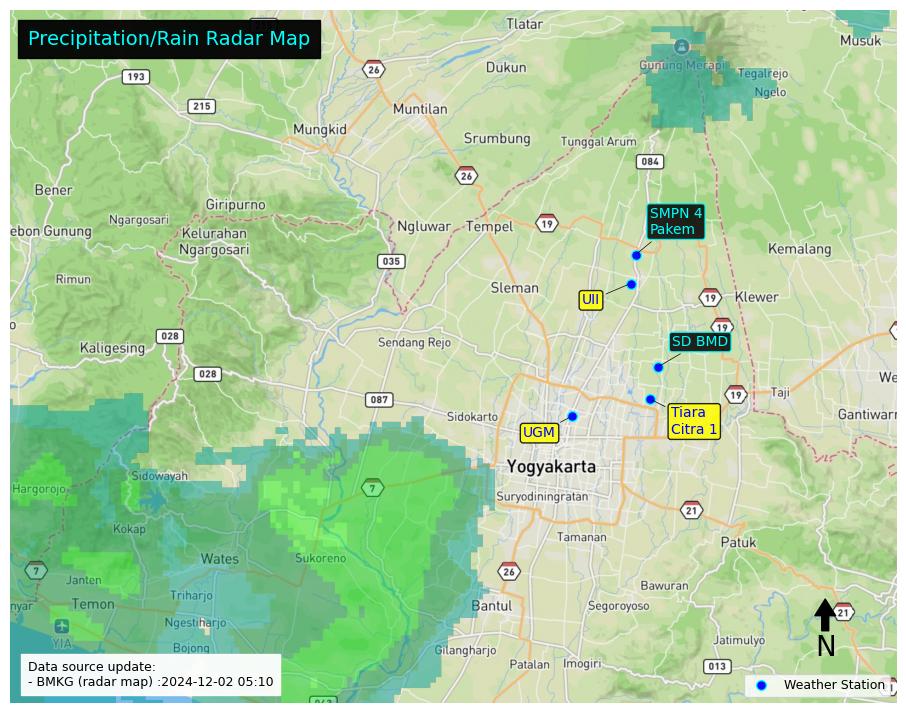 Precipitation/Rain Radar Map
Tlatar
Musuk
26
Dukun
Gunung Merapi
Tegalrejo
193
Ngelo
215
Muntilan
Mungkid
Srumbung
Tunggal Arum
084
26
Bener
Giripurno
SMPN 4
Pakem
Ngargosari
19
ebon Gunung
Kelurahan
Ngargosari
Ngluwar
Tempel
Kemalang
035
Rimun
Sleman
UII
19
Klewer
028
19
Kaligesing
Sendang Rejo
SD BMD
028
We
087
19
Taji
Sidokarto
Tiara
Citra 1
Gantiwarn
UGM
Yogyakarta
Sidowayah
Hargorojo
7
Suryodiningratan
21
Kokap
Tamanan
Patuk
Wates
Sukoreno
7
26
Janten
Bawuran
Triharjo
nyar
Temon
Bantul
Segoroyoso
21
Ngestiharjo
YIA
Jatimulyo
N
Bojong
Gilangharjo
Patalan
Imogiri
013
Data source update:
- BMKG (radar map) :2024-12-02 05:10
Weather Station